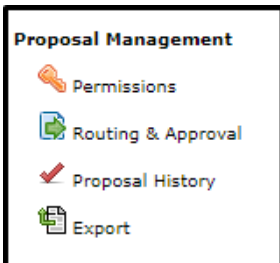 Proposal Management
Permissions
Routing & Approval
Proposal History
Export